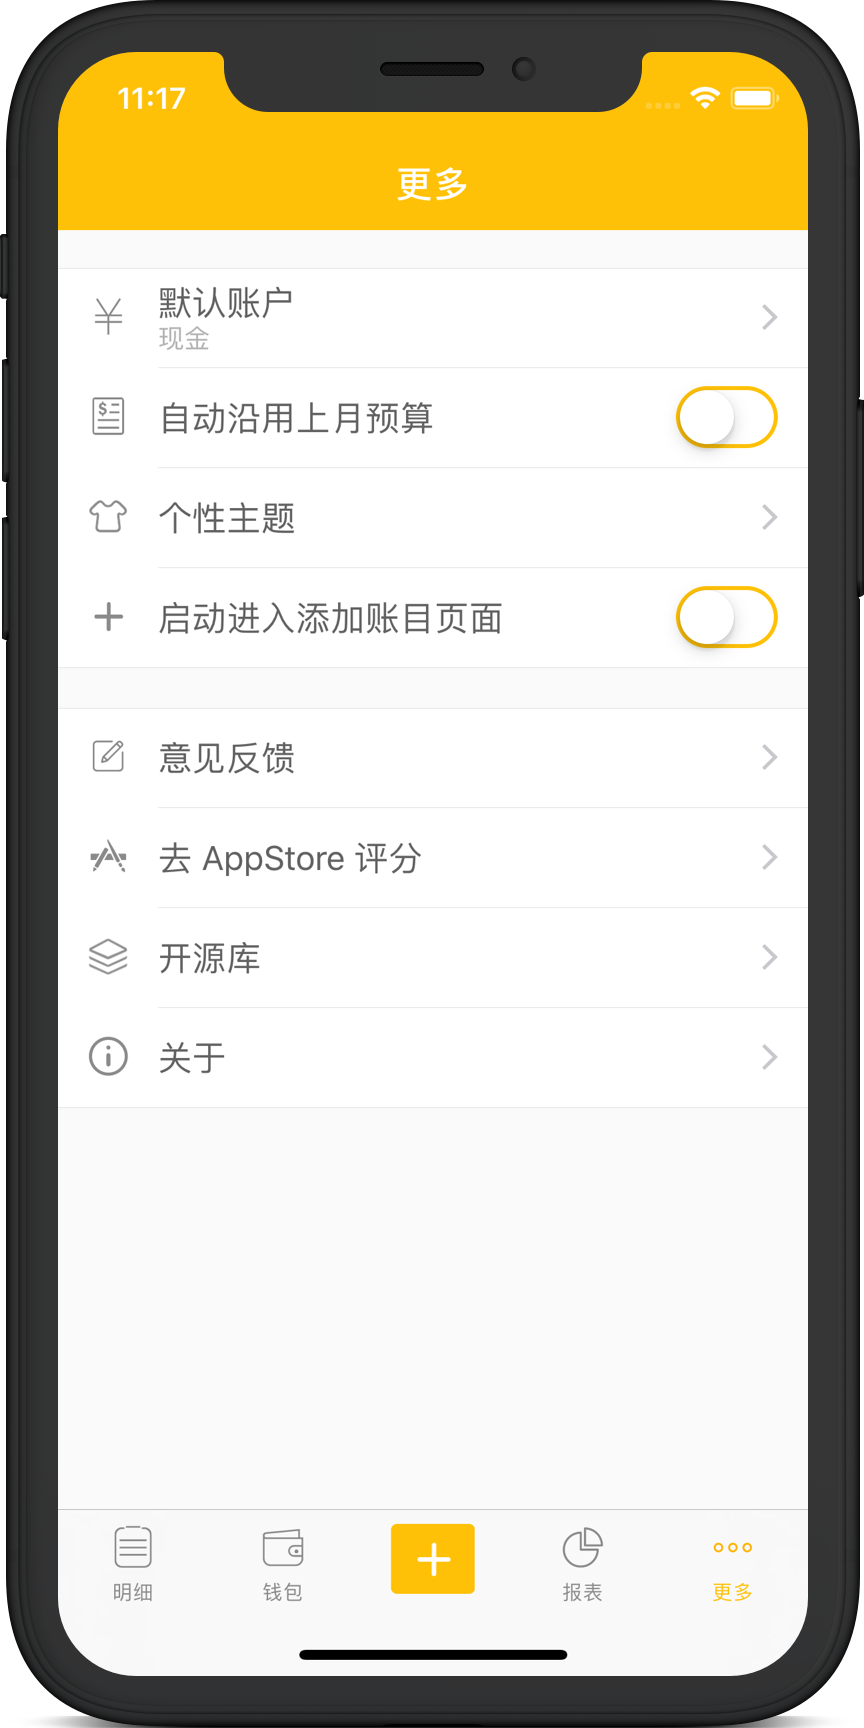 11:17
更多
默认账户
现金
自动沿用上月预算
个性主题
启动进入添加账目页面
意见反馈
去 AppStore 评分
开源库
关于
明细
钱包
报表
更多